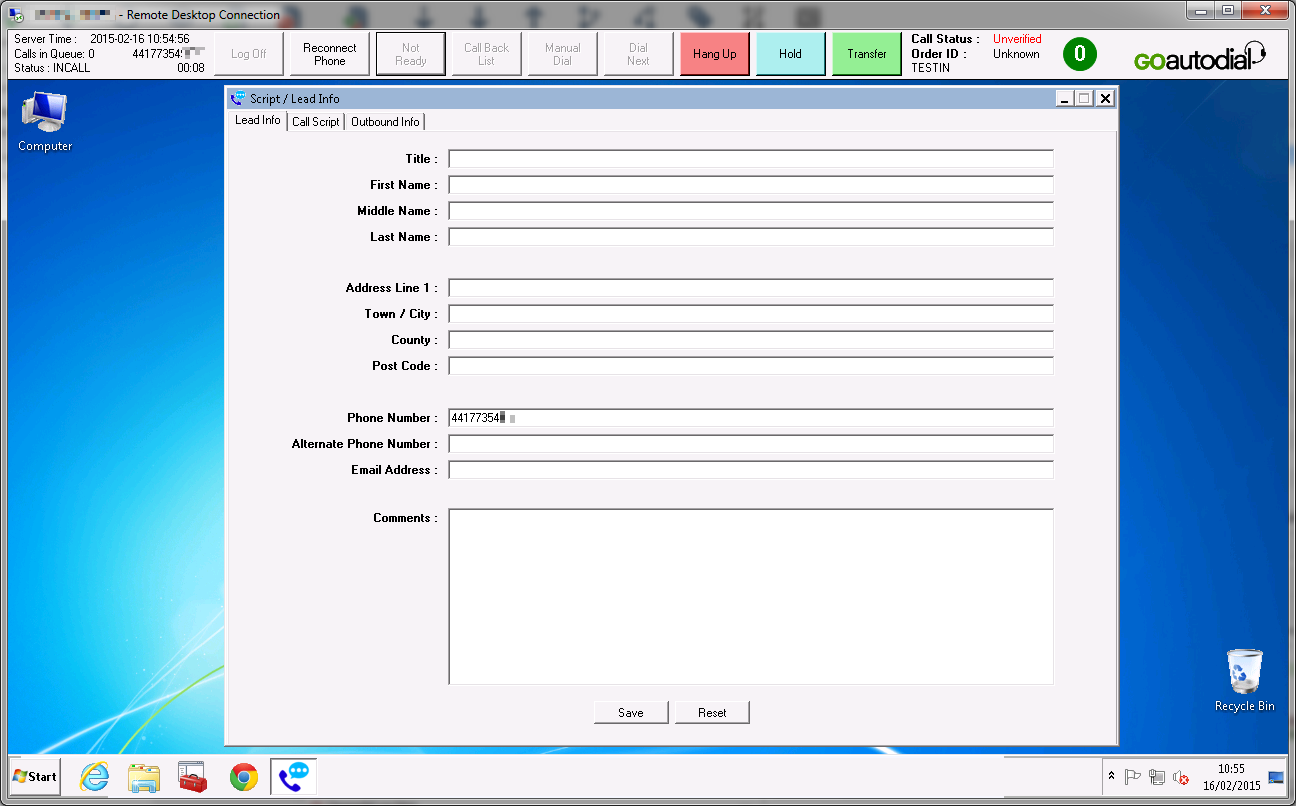 - Remote Desktop Connection
Server Time : 2015-02-16 10:54:56
Calls in Queue: 0 44177354
Status : INCALL 00:08
Log Off
Reconnect
Phone
Not
Ready
Call Back
List
Manual
Dial
Dial
Next
Hang Up
Hold
Transfer
Call Status : Unverified
Order ID : Unknown
TESTIN
0
GOautodial
Computer
Script / Lead Info
Lead Info Call Script Outbound Info
Title :
First Name :
Middle Name :
Last Name :
Address Line 1 :
Town / City :
County :
Post Code :
Phone Number : 44177354
Alternate Phone Number :
Email Address :
Comments :
Save Reset
Recycle Bin
Start
10:55
16/02/2015